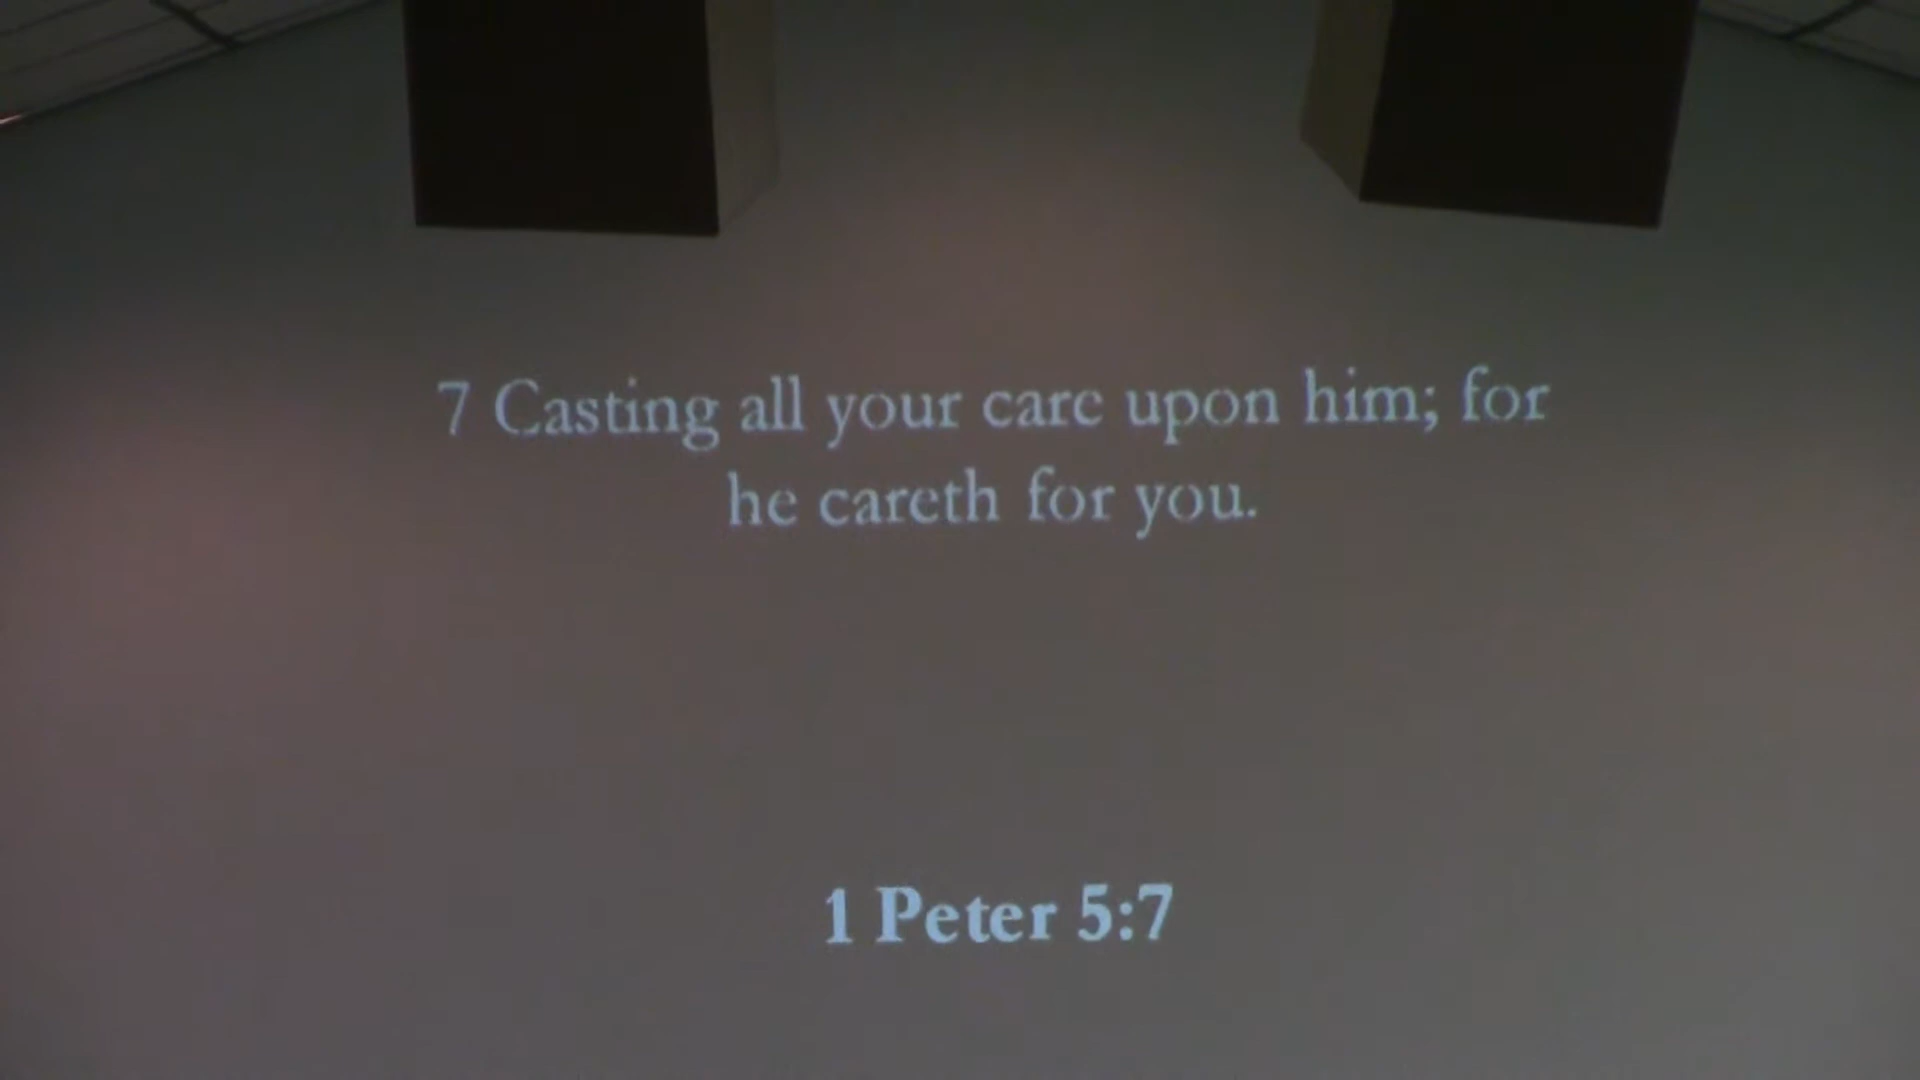 7 Casting all your care upon him; for
he careth for you.
1 Peter 5:7